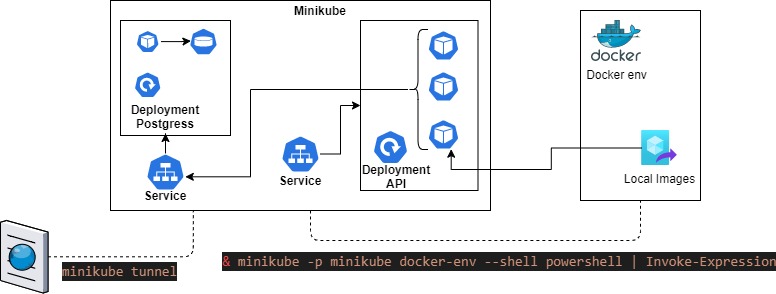 Minikube
Deployment
Postgress
Service
Service
Deployment
API
docker
Docker env
Local Images
minikube tunnel
& minikube -p minikube docker-env --shell powershell | Invoke-Expression